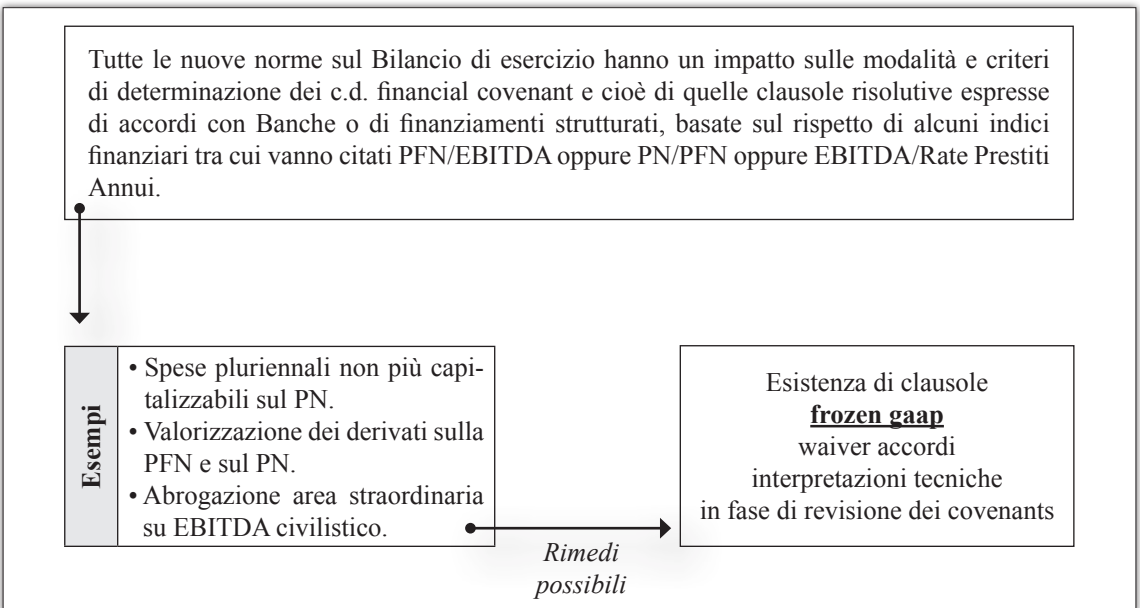 Tutte le nuove norme sul Bilancio di esercizio hanno un impatto sulle modalità e criteri
di determinazione dei c.d. financial covenant e cioè di quelle clausole risolutive espresse
di accordi con Banche o di finanziamenti strutturati, basate sul rispetto di alcuni indici
finanziari tra cui vanno citati PFN/EBITDA oppure PN/PFN oppure EBITDA/Rate Prestiti
Annui.
Esempi
• Spese pluriennali non più capi-
talizzabili sul PN.
• Valorizzazione dei derivati sulla
PFN e sul PN.
• Abrogazione area straordinaria
su EBITDA civilistico.
Rimedi
possibili
Esistenza di clausole
frozen gaap
waiver accordi
interpretazioni tecniche
in fase di revisione dei covenants